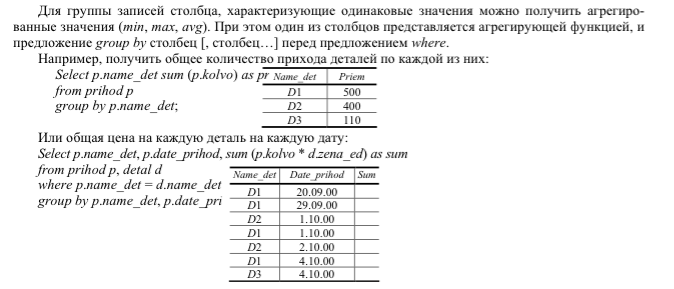 Для группы записей столбца, характеризующие одинаковые значения можно получить агрегиро-
ванные значения (min, max, avg). При этом один из столбцов представляется агрегирующей функцией, и
предложение group by столбец [, столбец…] перед предложением where.
Например, получить общее количество прихода деталей по каждой из них:
Select p.name_det sum (p.kolvo) as pr
from prihod p
group by p.name_det;
Name_det Priem
D1 500
D2 400
D3 110
Или общая цена на каждую деталь на каждую дату:
Select p.name_det, p.date_prihod, sum (p.kolvo * d.zena_ed) as sum
from prihod p, detal d
where p.name_det = d.name_det
group by p.name_det, p.date_pri
Name_det Date_prihod Sum
D1 20.09.00
D1 29.09.00
D2 1.10.00
D1 1.10.00
D2 2.10.00
D1 4.10.00
D3 4.10.00